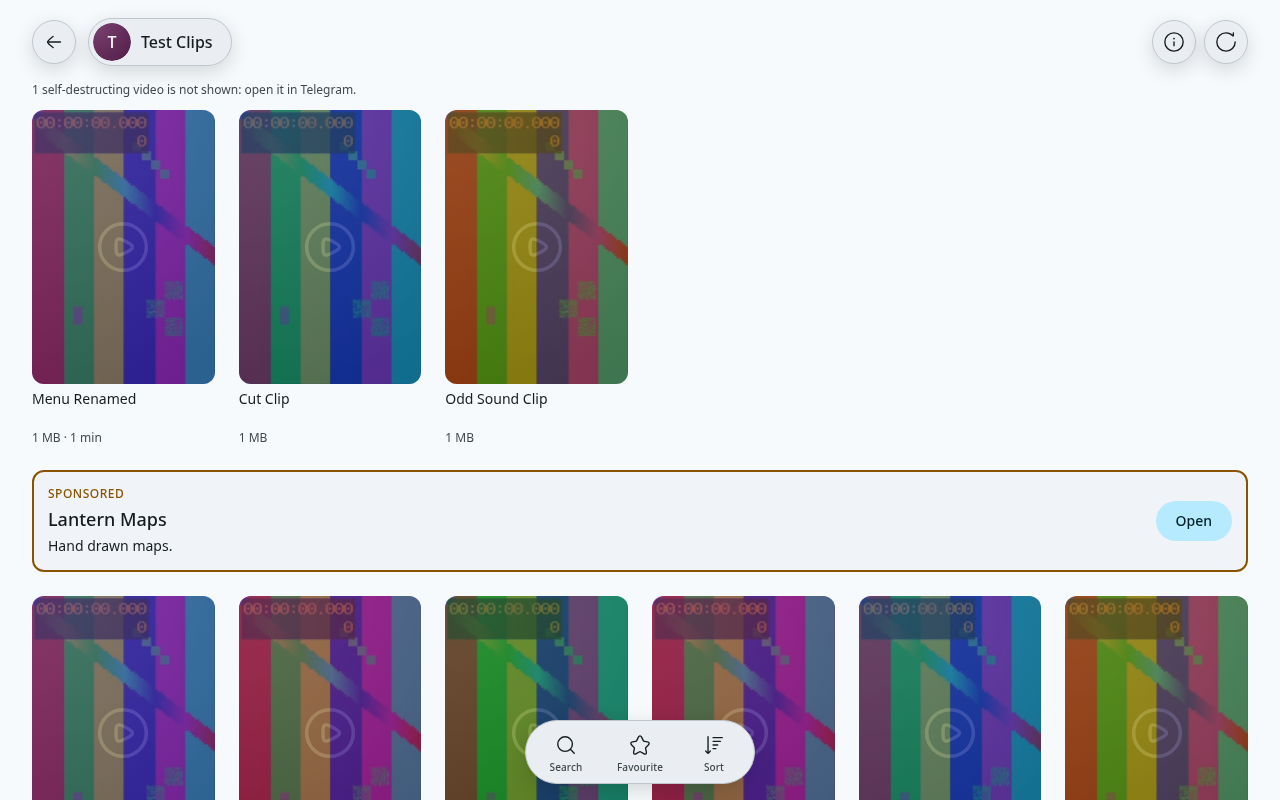 T Test Clips
1 self-destructing video is not shown: open it in Telegram.
00:00:00.000 00:00:00.000 00:00:00.000
0 0 0
Menu Renamed Cut Clip Odd Sound Clip
1 MB · 1 min 1 MB 1 MB
SPONSORED
Lantern Maps
Hand drawn maps.
Open
00:00:00.000 00:00:00.000 00:00:00.000 00:00:00.000 00:00:00.000 00:00:00.000
0 0 0 0 0 0
Search Favourite Sort